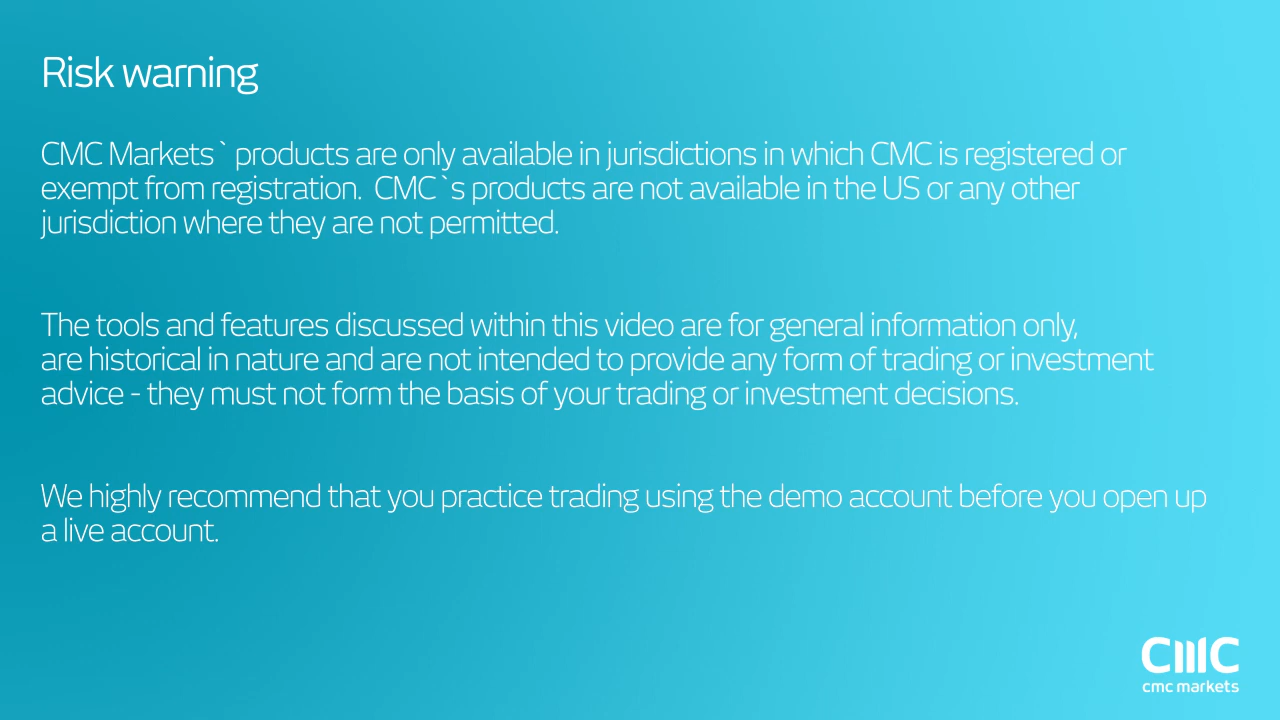 Risk warning
CMC Markets` products are only available in jurisdictions in which CMC is registered or
exempt from registration.  CMC`s products are not available in the US or any other
jurisdiction where they are not permitted.
The tools and features discussed within this video are for general information only,
are historical in nature and are not intended to provide any form of trading or investment
advice - they must not form the basis of your trading or investment decisions.
We highly recommend that you practice trading using the demo account before you open up
a live account.
CMC
cmc markets